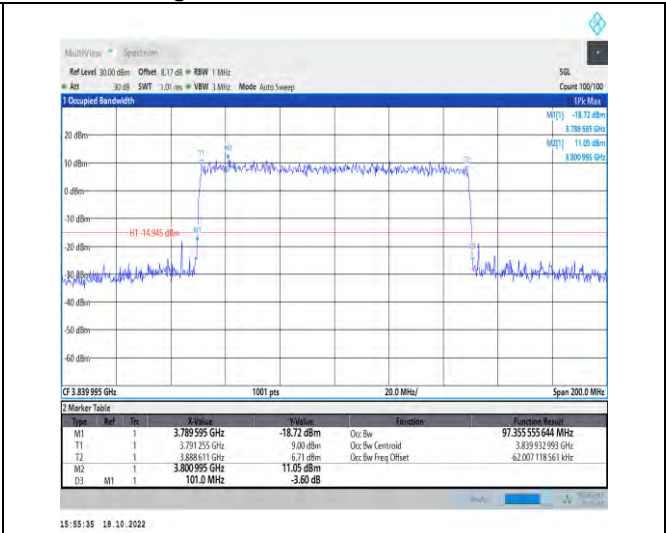 MultiView Spectrum
Ref Level 30.00 dBm Offset 8.17 dB RBW 1 MHz SGL
Att 30 dB SWT 1.01 ms VBW 3 MHz Mode Auto Sweep Count 100/100
1 Occupied Bandwidth 1Pk Max
M1[1] -18.72 dBm
3.789 595 GHz
M2[1] 11.05 dBm
3.800 995 GHz
20 dBm
10 dBm
0 dBm
-10 dBm
H1 -14.945 dBm
-20 dBm
-30 dBm
-40 dBm
-50 dBm
-60 dBm
T1
M2
T2
M1
D3
CF 3.839 995 GHz 1001 pts 20.0 MHz/ Span 200.0 MHz
2 Marker Table
Type Ref Trc X-Value Y-Value Function Function Result
M1 1 3.789 595 GHz -18.72 dBm Occ Bw 97.355 555 644 MHz
T1 1 3.791 255 GHz 9.00 dBm Occ Bw Centroid 3.839 932 993 GHz
T2 1 3.888 611 GHz 6.71 dBm Occ Bw Freq Offset -62.007 118 561 kHz
M2 1 3.800 995 GHz 11.05 dBm
D3 M1 1 101.0 MHz -3.60 dB
15:55:35 18.10.2022